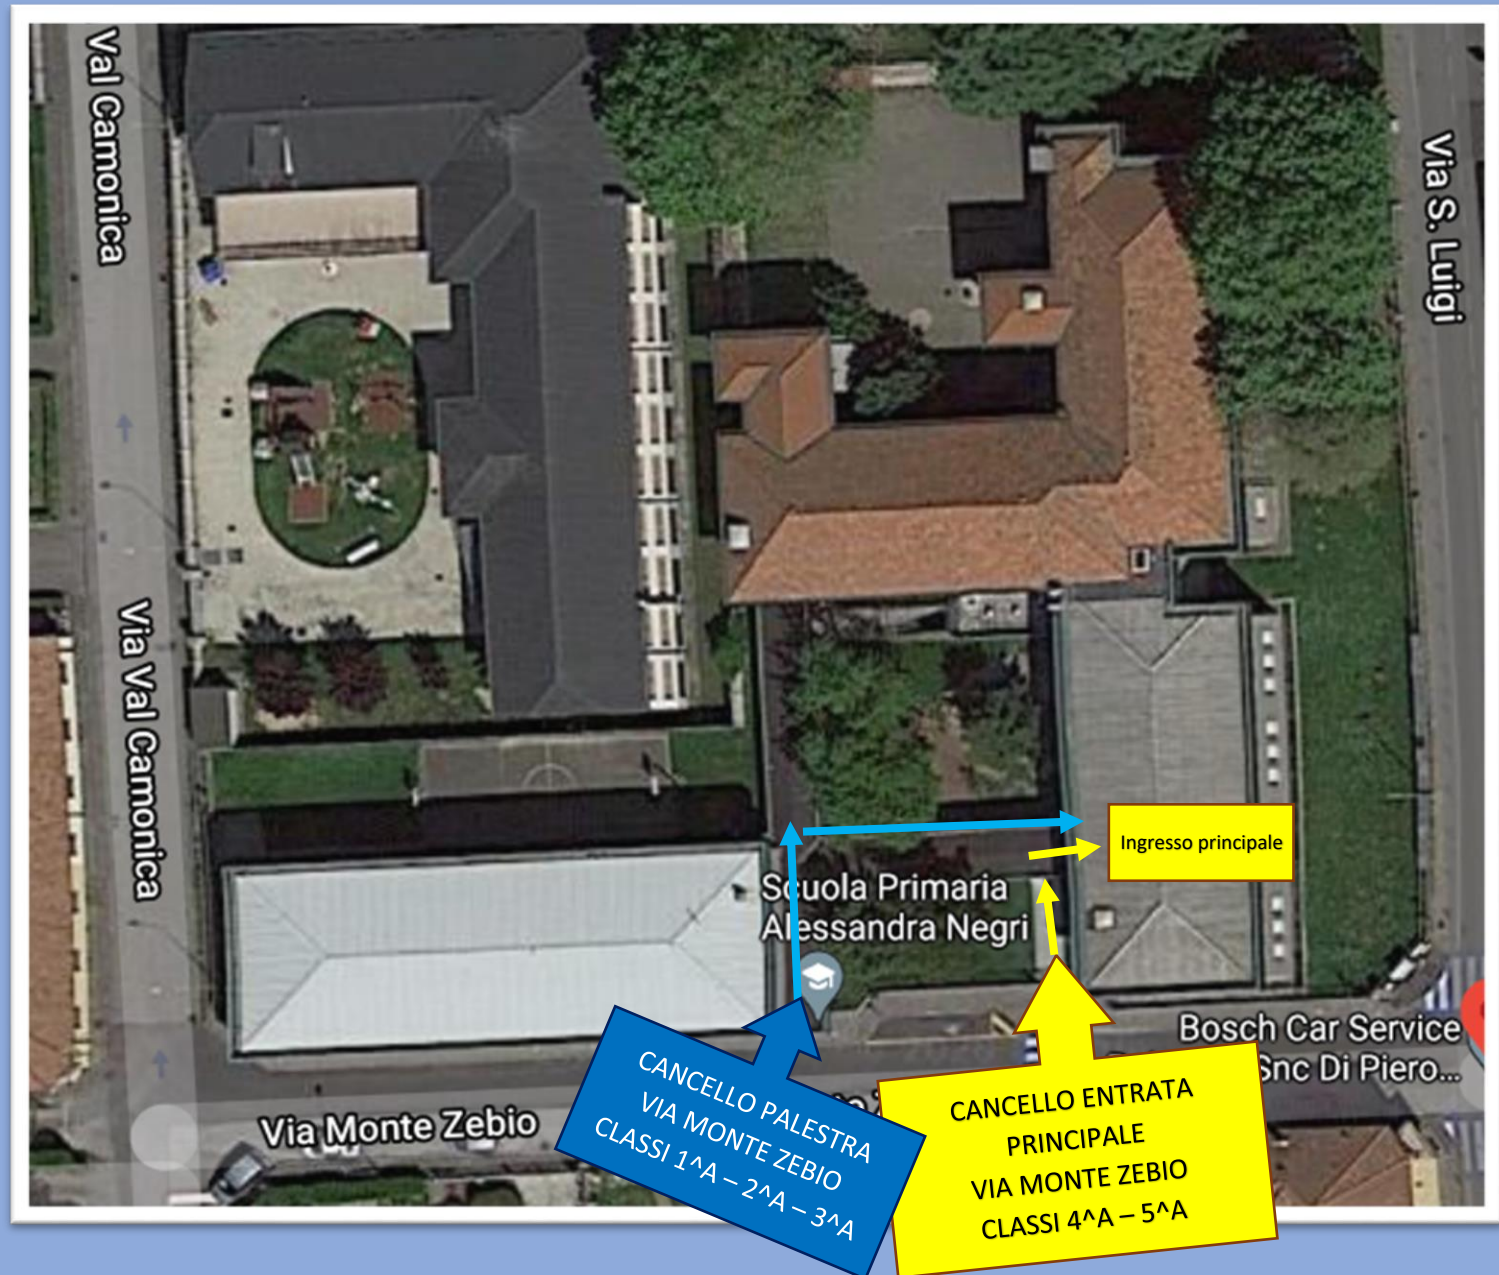 Val Camonica
Via S. Luigi
Via Val Camonica
Ingresso principale
Scuola Primaria
Alessandra Negri
Bosch Car Service
Snc Di Piero...
Via Monte Zebio
CANCELLO PALESTRA
VIA MONTE ZEBIO
CLASSI 1^A – 2^A – 3^A
CANCELLO ENTRATA
PRINCIPALE
VIA MONTE ZEBIO
CLASSI 4^A – 5^A